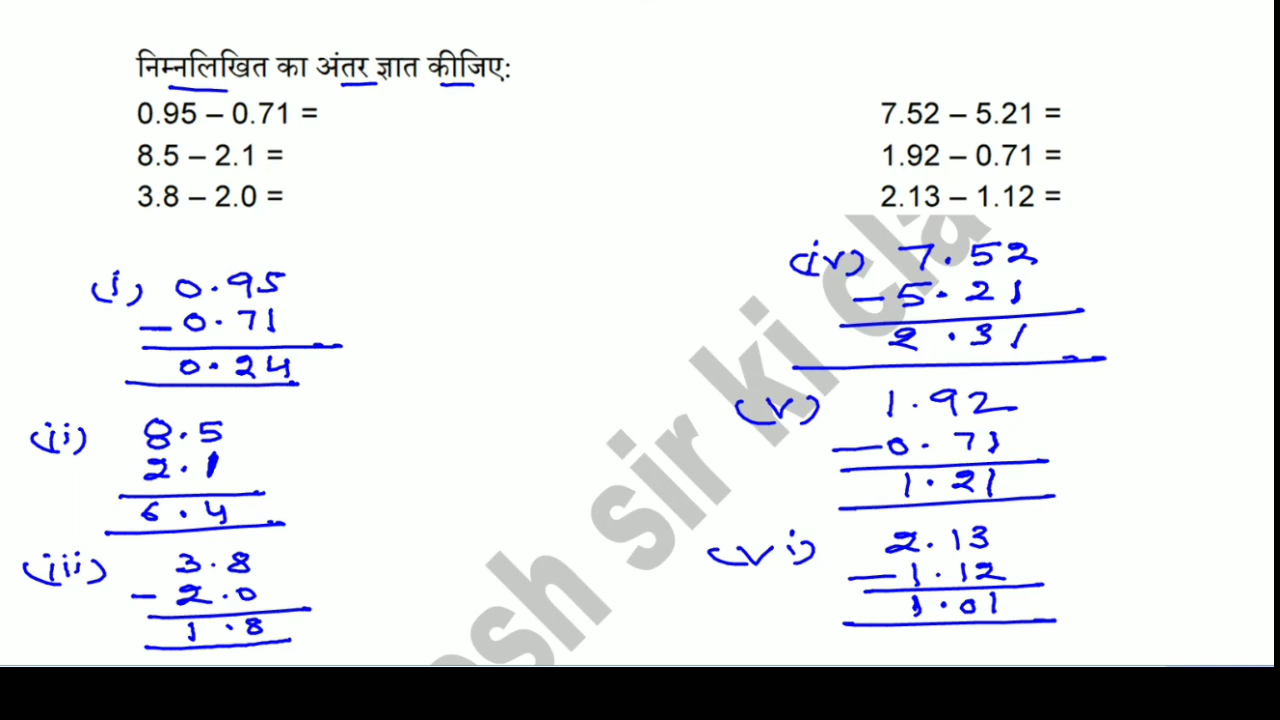 निम्नलिखित का अंतर ज्ञात कीजिए:
0.95 – 0.71 =
8.5 – 2.1 =
3.8 – 2.0 =
7.52 – 5.21 =
1.92 – 0.71 =
2.13 – 1.12 =
(i) 0.95
– 0.71
0.24
(ii) 8.5
2.1
6.4
(iii) 3.8
– 2.0
1.8
(iv) 7.52
– 5.21
2.31
(v) 1.92
– 0.71
1.21
(vi) 2.13
– 1.12
1.01
sir ki